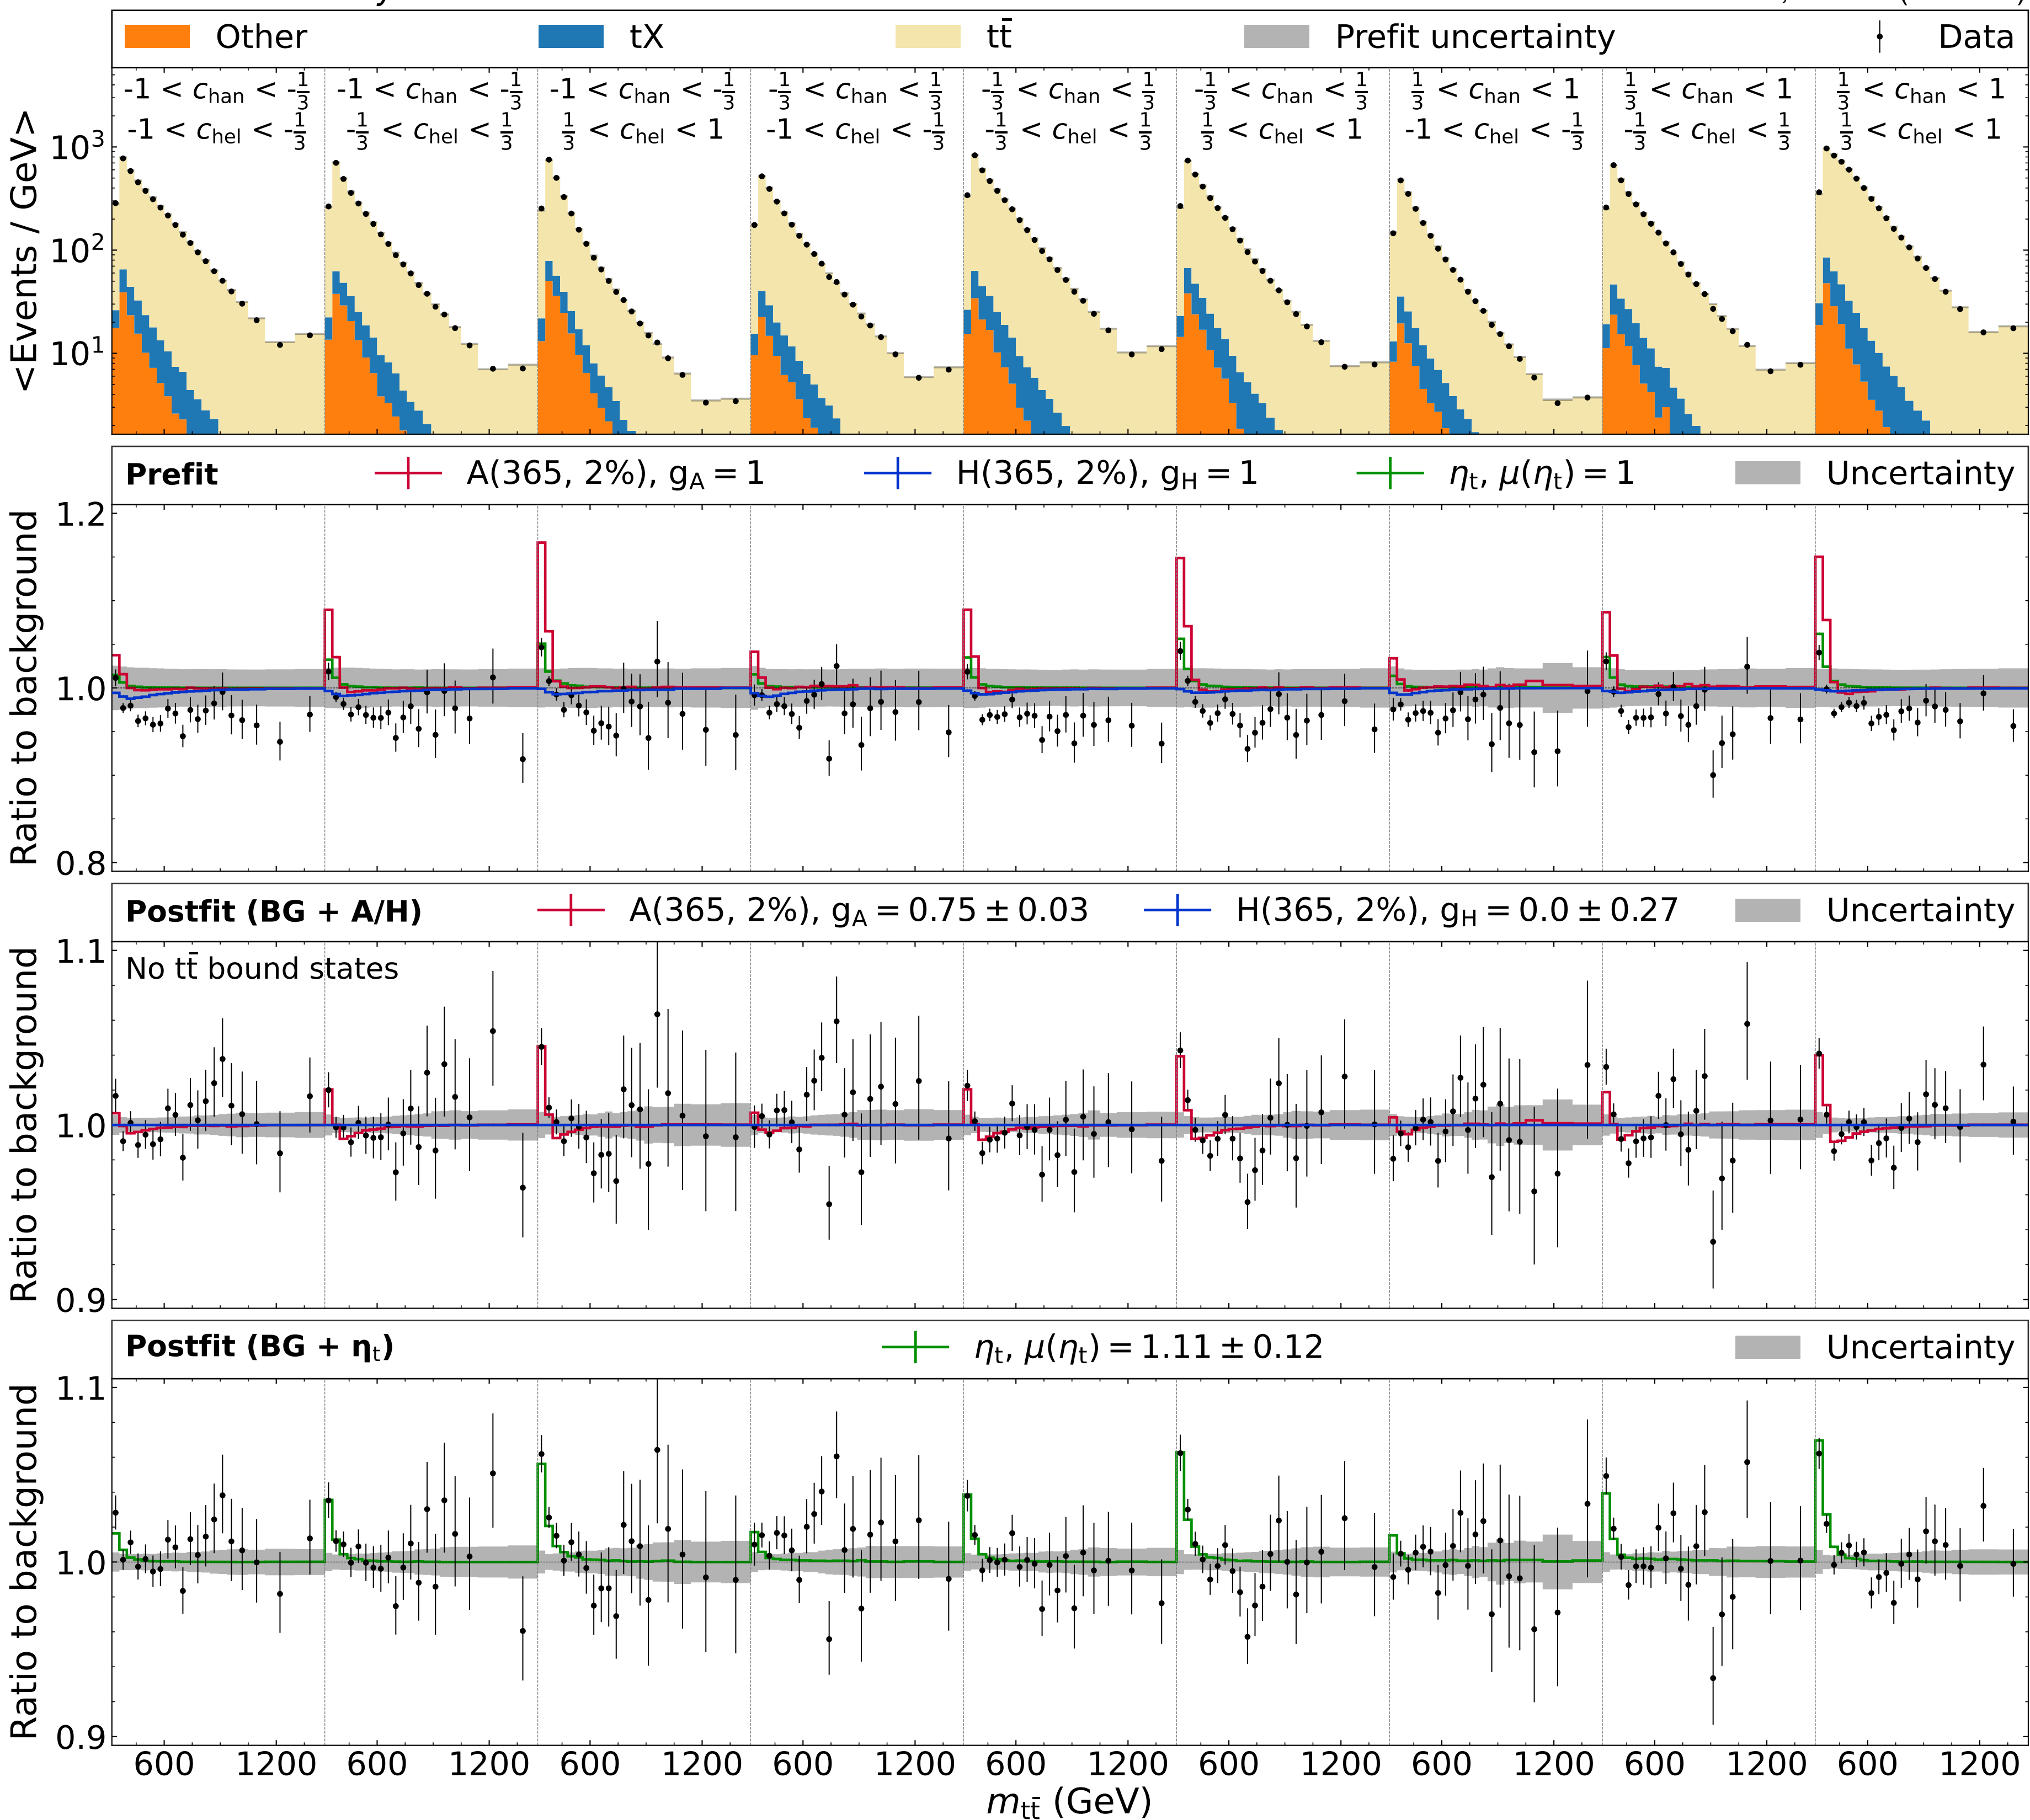 Other tX tt̄ Prefit uncertainty Data
-1 < c_han < -1/3 -1 < c_han < -1/3 -1 < c_han < -1/3 -1/3 < c_han < 1/3 -1/3 < c_han < 1/3 -1/3 < c_han < 1/3 1/3 < c_han < 1 1/3 < c_han < 1 1/3 < c_han < 1
-1 < c_hel < -1/3 -1/3 < c_hel < 1/3 1/3 < c_hel < 1 -1 < c_hel < -1/3 -1/3 < c_hel < 1/3 1/3 < c_hel < 1 -1 < c_hel < -1/3 -1/3 < c_hel < 1/3 1/3 < c_hel < 1
<Events / GeV>
10³
10²
10¹
Prefit A(365, 2%), g_A = 1 H(365, 2%), g_H = 1 η_t, μ(η_t) = 1 Uncertainty
Ratio to background
1.2
1.0
0.8
Postfit (BG + A/H) A(365, 2%), g_A = 0.75 ± 0.03 H(365, 2%), g_H = 0.0 ± 0.27 Uncertainty
No tt̄ bound states
Ratio to background
1.1
1.0
0.9
Postfit (BG + η_t) η_t, μ(η_t) = 1.11 ± 0.12 Uncertainty
Ratio to background
1.1
1.0
0.9
600 1200 600 1200 600 1200 600 1200 600 1200 600 1200 600 1200 600 1200 600 1200
m_tt̄ (GeV)